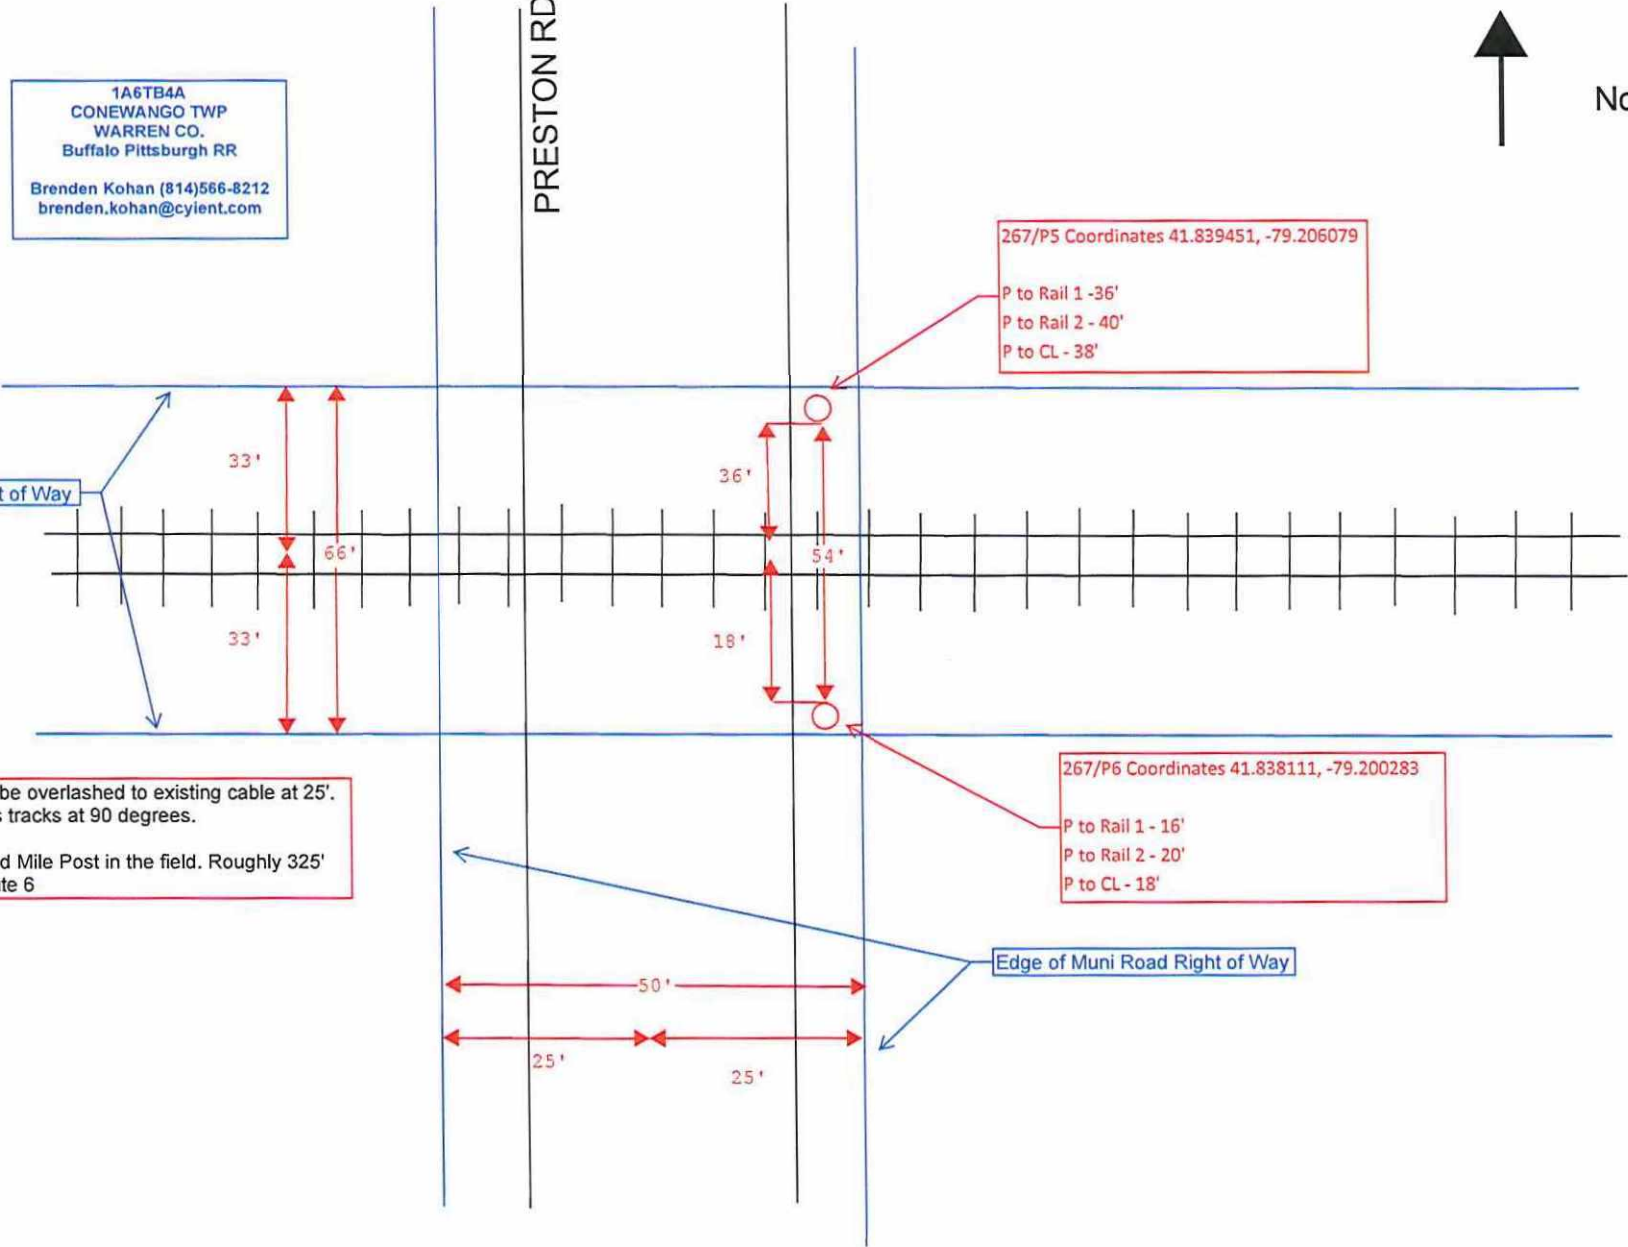 PRESTON RD
1A6TB4A
CONEWANGO TWP
WARREN CO.
Buffalo Pittsburgh RR
Brenden Kohan (814)566-8212
brenden.kohan@cyient.com
267/P5 Coordinates 41.839451, -79.206079
P to Rail 1 -36'
P to Rail 2 - 40'
P to CL - 38'
33'
36'
of Way
66'
54'
33'
18'
267/P6 Coordinates 41.838111, -79.200283
P to Rail 1 - 16'
P to Rail 2 - 20'
P to CL - 18'
be overlashed to existing cable at 25'.
tracks at 90 degrees.
Mile Post in the field. Roughly 325'
6
Edge of Muni Road Right of Way
50'
25'
25'